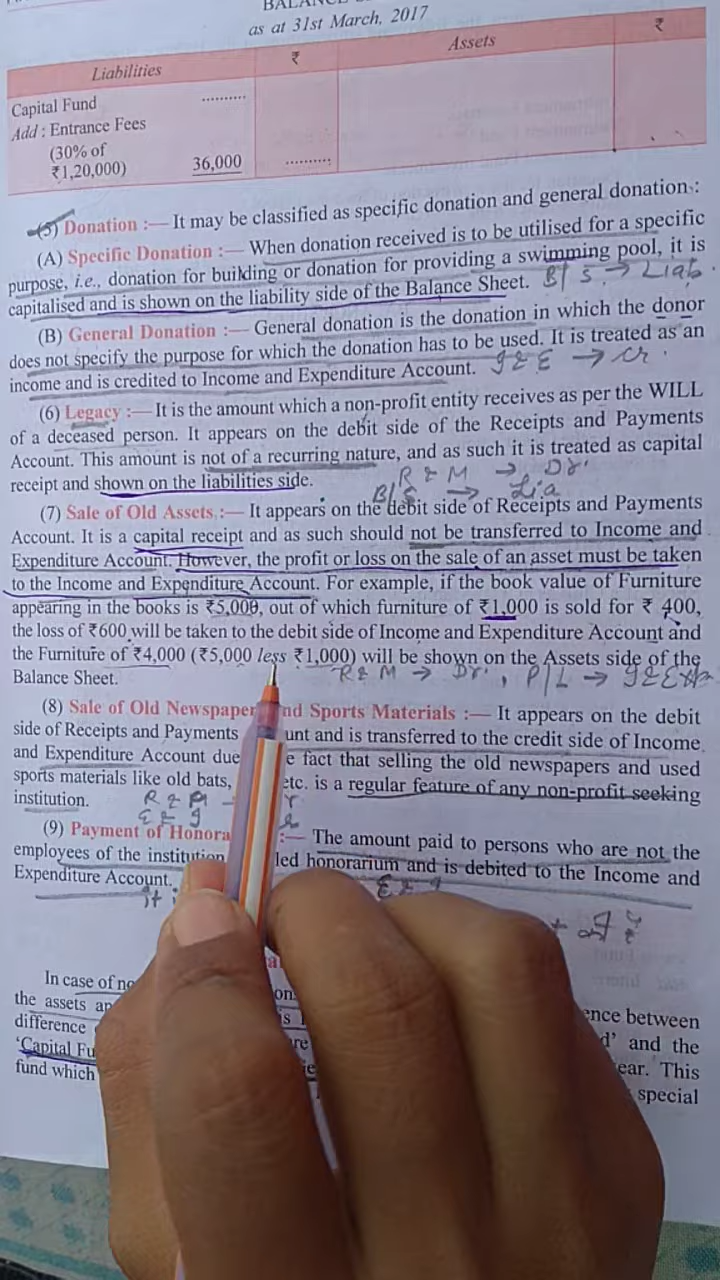 BALANCE
as at 31st March, 2017
Liabilities ₹ Assets ₹
Capital Fund ..........
Add : Entrance Fees
(30% of
₹1,20,000) 36,000 ..........
(5) Donation :— It may be classified as specific donation and general donation :
(A) Specific Donation :— When donation received is to be utilised for a specific
purpose, i.e., donation for building or donation for providing a swimming pool, it is
capitalised and is shown on the liability side of the Balance Sheet. B/S → Liab.
(B) General Donation :— General donation is the donation in which the donor
does not specify the purpose for which the donation has to be used. It is treated as an
income and is credited to Income and Expenditure Account. I & E → Cr.
(6) Legacy :— It is the amount which a non-profit entity receives as per the WILL
of a deceased person. It appears on the debit side of the Receipts and Payments
Account. This amount is not of a recurring nature, and as such it is treated as capital
receipt and shown on the liabilities side. R & M → Dr.
B/S → Lia
(7) Sale of Old Assets :— It appears on the debit side of Receipts and Payments
Account. It is a capital receipt and as such should not be transferred to Income and
Expenditure Account. However, the profit or loss on the sale of an asset must be taken
to the Income and Expenditure Account. For example, if the book value of Furniture
appearing in the books is ₹5,000, out of which furniture of ₹1,000 is sold for ₹ 400,
the loss of ₹600 will be taken to the debit side of Income and Expenditure Account and
the Furniture of ₹4,000 (₹5,000 less ₹1,000) will be shown on the Assets side of the
Balance Sheet. R & M → Dr., P/L → I & Exp
(8) Sale of Old Newspaper nd Sports Materials :— It appears on the debit
side of Receipts and Payments unt and is transferred to the credit side of Income
and Expenditure Account due e fact that selling the old newspapers and used
sports materials like old bats, etc. is a regular feature of any non-profit seeking
institution. R & P
E & I
(9) Payment of Honora :— The amount paid to persons who are not the
employees of the institution led honorarium and is debited to the Income and
Expenditure Account. E & I
In case of no on
the assets an is ence between
difference re d' and the
'Capital Fu ear. This
fund which special